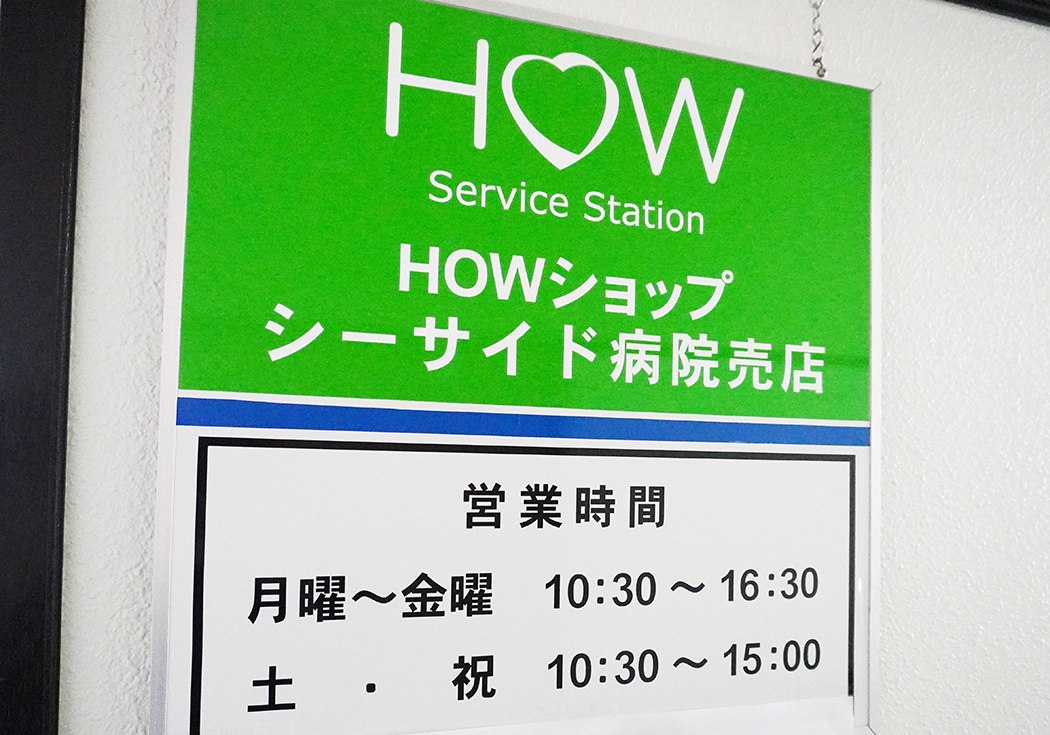 HOW
Service Station
HOWショップ
シーサイド病院売店
営業時間
月曜～金曜 10:30～16:30
土・祝 10:30～15:00